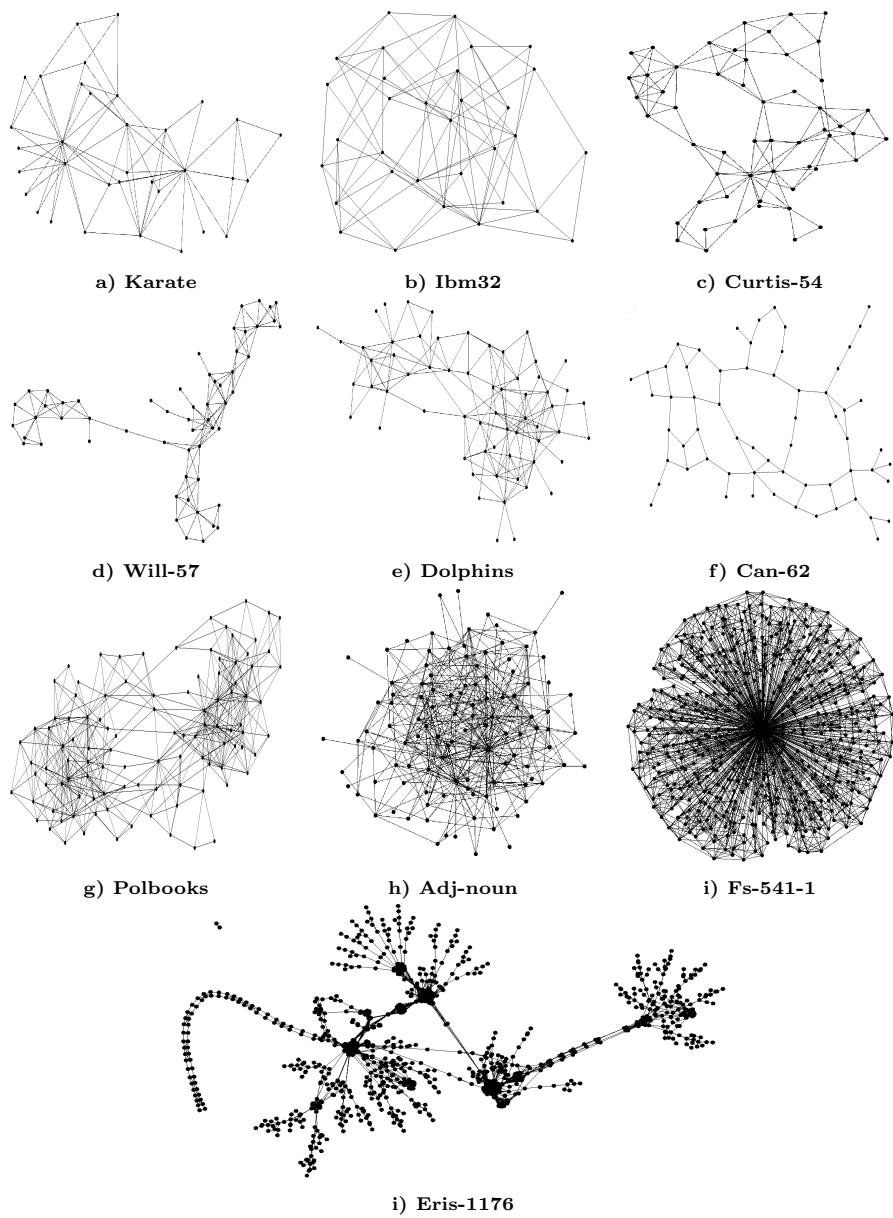 a) Karate
b) Ibm32
c) Curtis-54
d) Will-57
e) Dolphins
f) Can-62
g) Polbooks
h) Adj-noun
i) Fs-541-1
i) Eris-1176